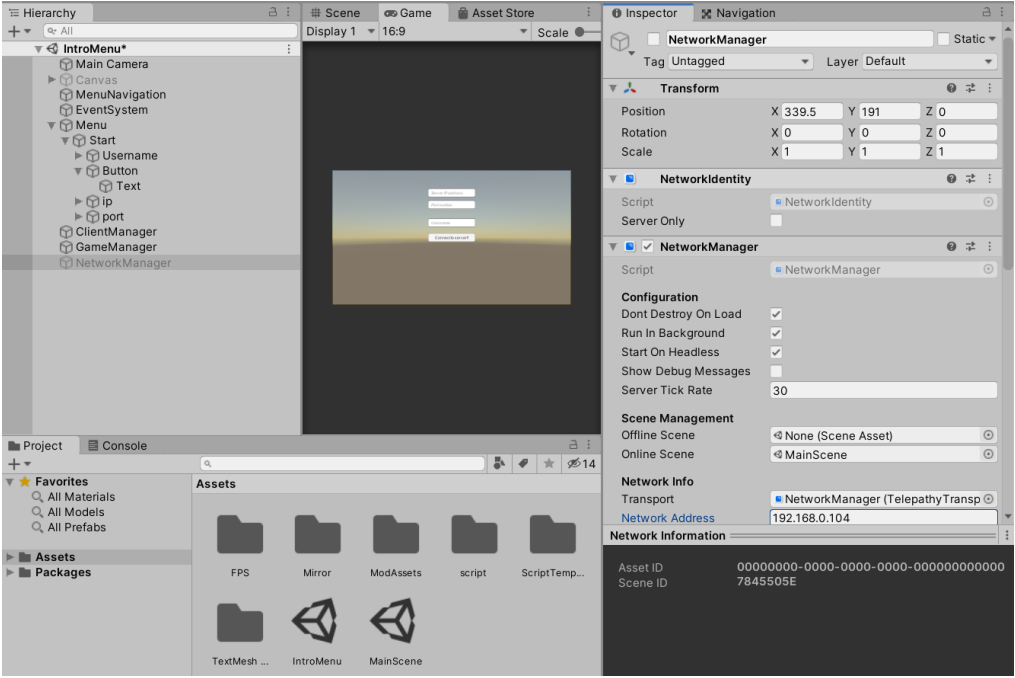 Hierarchy
All
IntroMenu*
Main Camera
Canvas
MenuNavigation
EventSystem
Menu
Start
Username
Button
Text
ip
port
ClientManager
GameManager
NetworkManager
Scene Game Asset Store
Display 1 16:9 Scale
Inspector Navigation
NetworkManager Static
Tag Untagged Layer Default
Transform
Position X 339.5 Y 191 Z 0
Rotation X 0 Y 0 Z 0
Scale X 1 Y 1 Z 1
NetworkIdentity
Script NetworkIdentity
Server Only
NetworkManager
Script NetworkManager
Configuration
Dont Destroy On Load
Run In Background
Start On Headless
Show Debug Messages
Server Tick Rate 30
Scene Management
Offline Scene None (Scene Asset)
Online Scene MainScene
Network Info
Transport NetworkManager (TelepathyTransp
Network Address 192.168.0.104
Network Information
Asset ID 00000000-0000-0000-0000-000000000000
Scene ID 7845505E
Project Console
14
Favorites
All Materials
All Models
All Prefabs
Assets
Packages
Assets
FPS Mirror ModAssets script ScriptTemp...
TextMesh ... IntroMenu MainScene